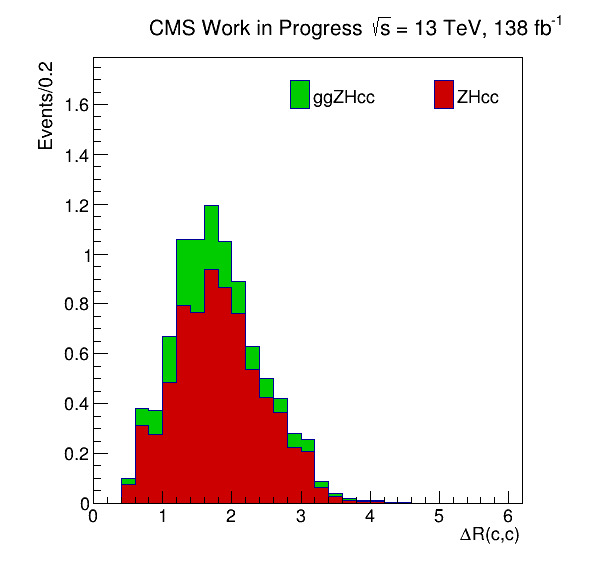 CMS Work in Progress √s = 13 TeV, 138 fb⁻¹
Events/0.2
ggZHcc ZHcc
1.6
1.4
1.2
1
0.8
0.6
0.4
0.2
0
0 1 2 3 4 5 6
ΔR(c,c)